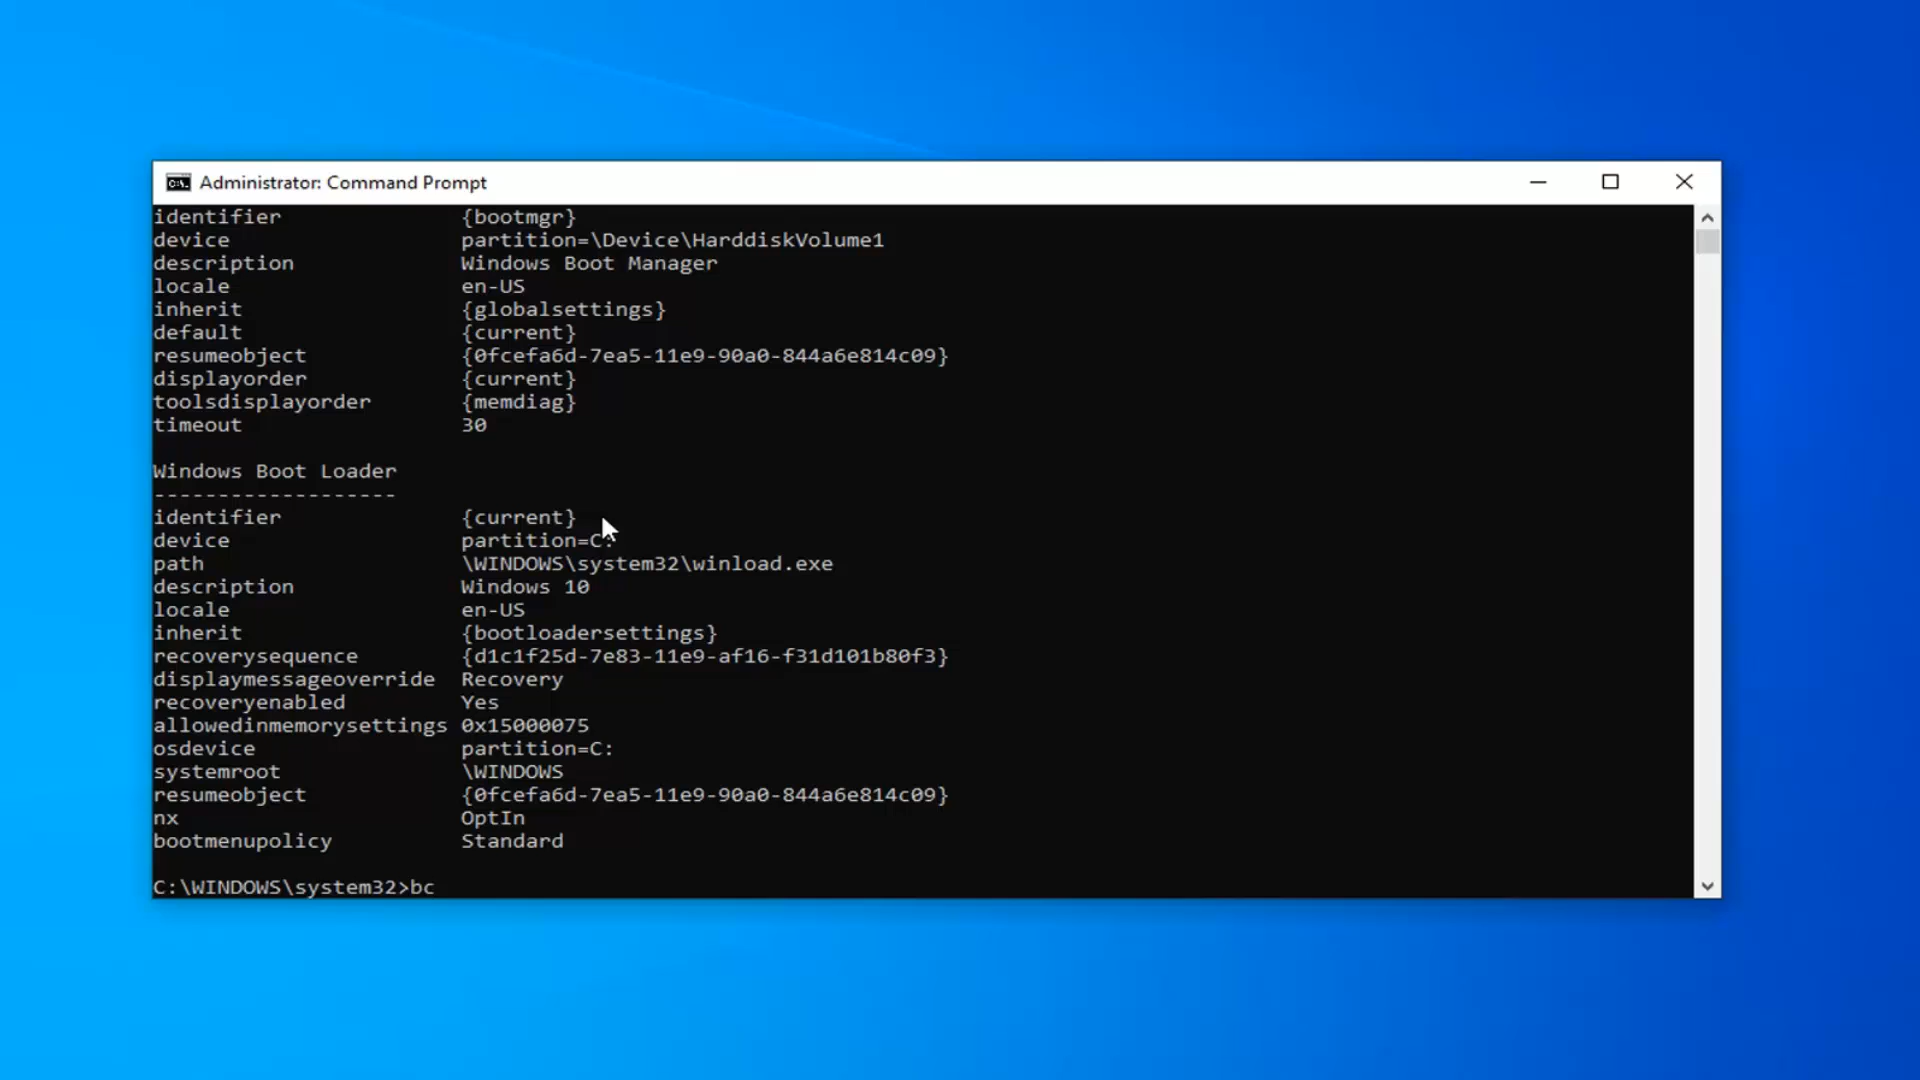 Administrator: Command Prompt
identifier {bootmgr}
device partition=\Device\HarddiskVolume1
description Windows Boot Manager
locale en-US
inherit {globalsettings}
default {current}
resumeobject {0fcefa6d-7ea5-11e9-90a0-844a6e814c09}
displayorder {current}
toolsdisplayorder {memdiag}
timeout 30
Windows Boot Loader
-------------------
identifier {current}
device partition=C:
path \WINDOWS\system32\winload.exe
description Windows 10
locale en-US
inherit {bootloadersettings}
recoverysequence {d1c1f25d-7e83-11e9-af16-f31d101b80f3}
displaymessageoverride Recovery
recoveryenabled Yes
allowedinmemorysettings 0x15000075
osdevice partition=C:
systemroot \WINDOWS
resumeobject {0fcefa6d-7ea5-11e9-90a0-844a6e814c09}
nx OptIn
bootmenupolicy Standard
C:\WINDOWS\system32>bc